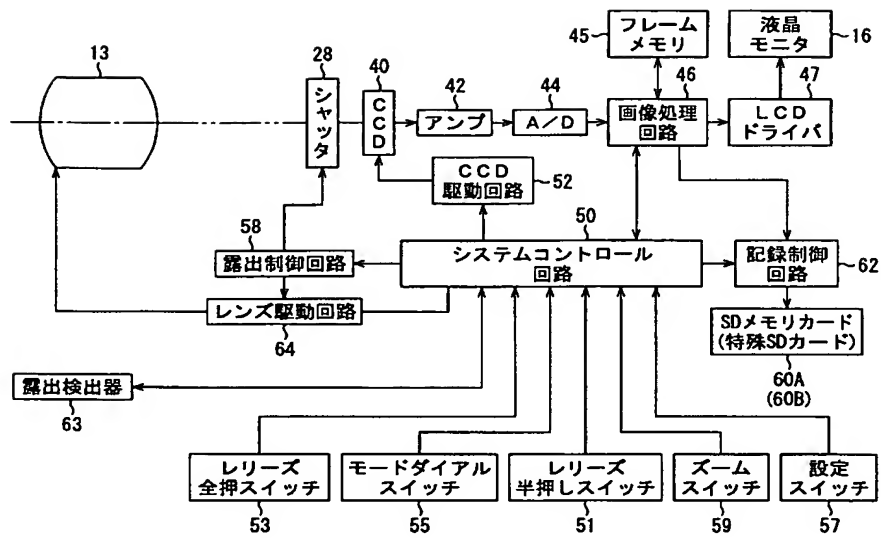 13
28
シャッタ
40
CCD
42
アンプ
44
A/D
45
フレーム
メモリ
46
画像処理
回路
液晶
モニタ
16
47
LCD
ドライバ
CCD
駆動回路
52
50
システムコントロール
回路
58
露出制御回路
レンズ駆動回路
64
記録制御
回路
62
SDメモリカード
(特殊SDカード)
60A
(60B)
露出検出器
63
レリーズ
全押スイッチ
53
モードダイアル
スイッチ
55
レリーズ
半押しスイッチ
51
ズーム
スイッチ
59
設定
スイッチ
57